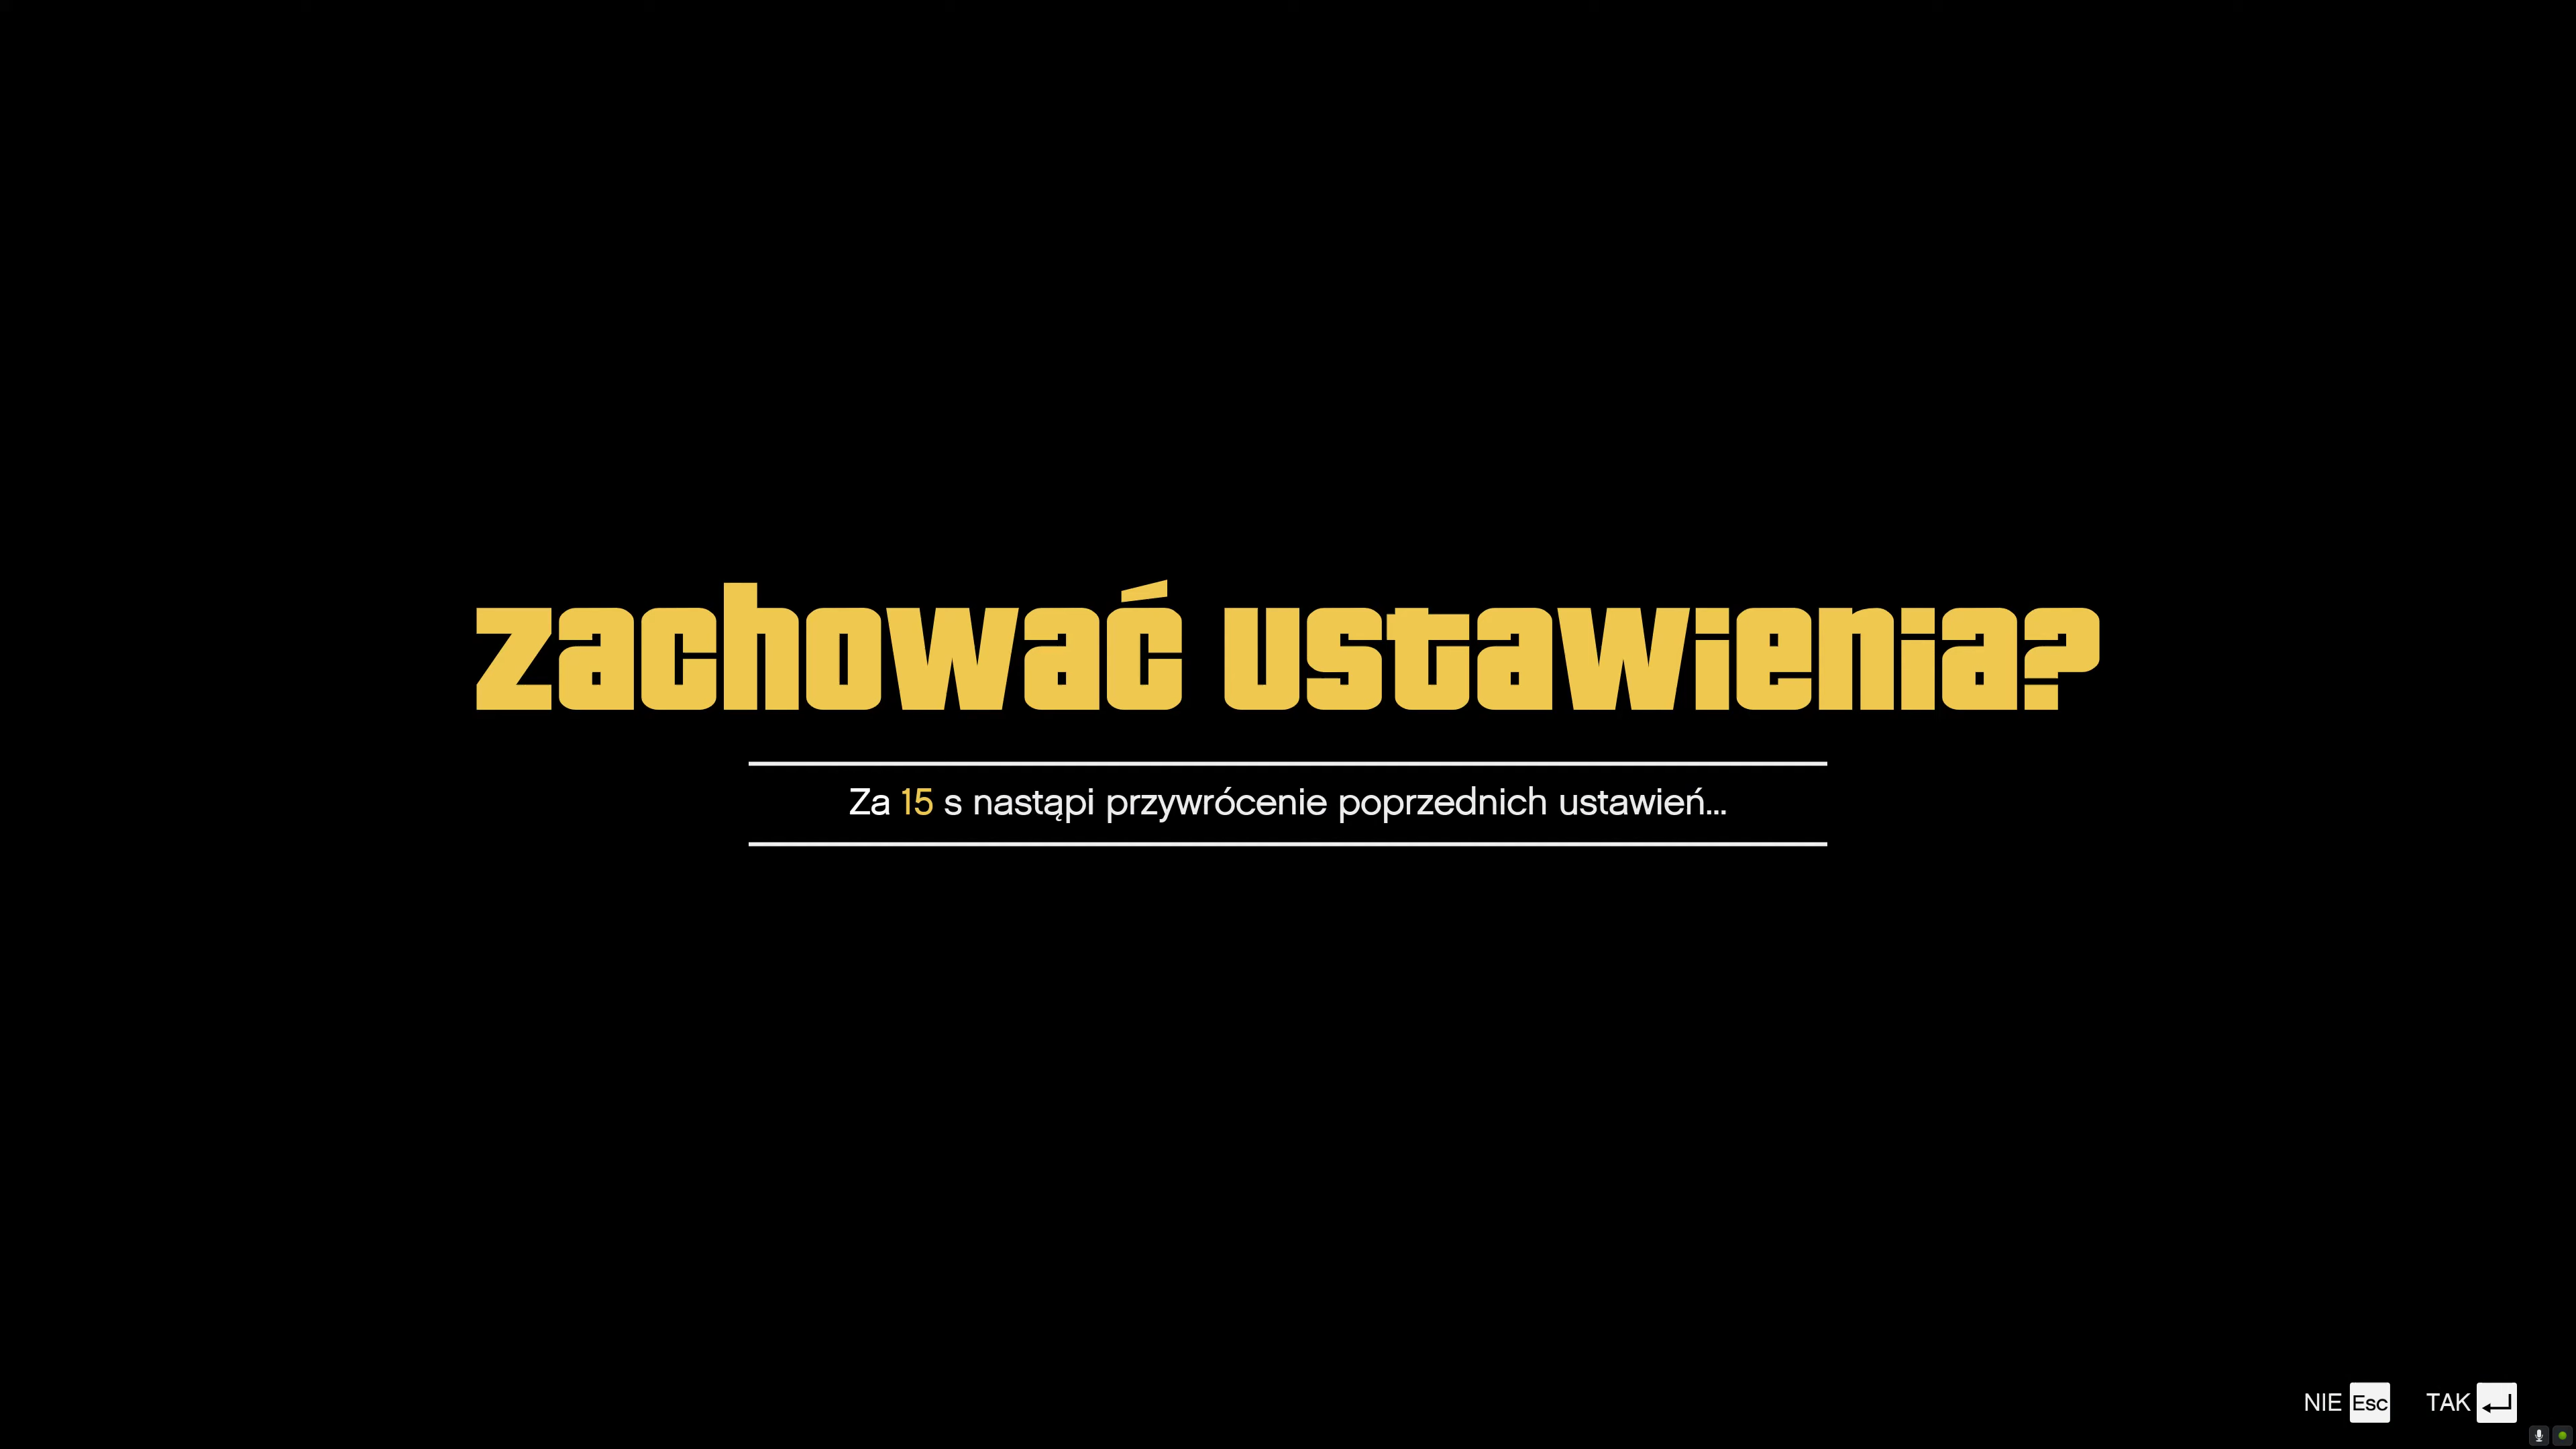 zachować ustawienia?
Za 15 s nastąpi przywrócenie poprzednich ustawień...
NIE Esc TAK